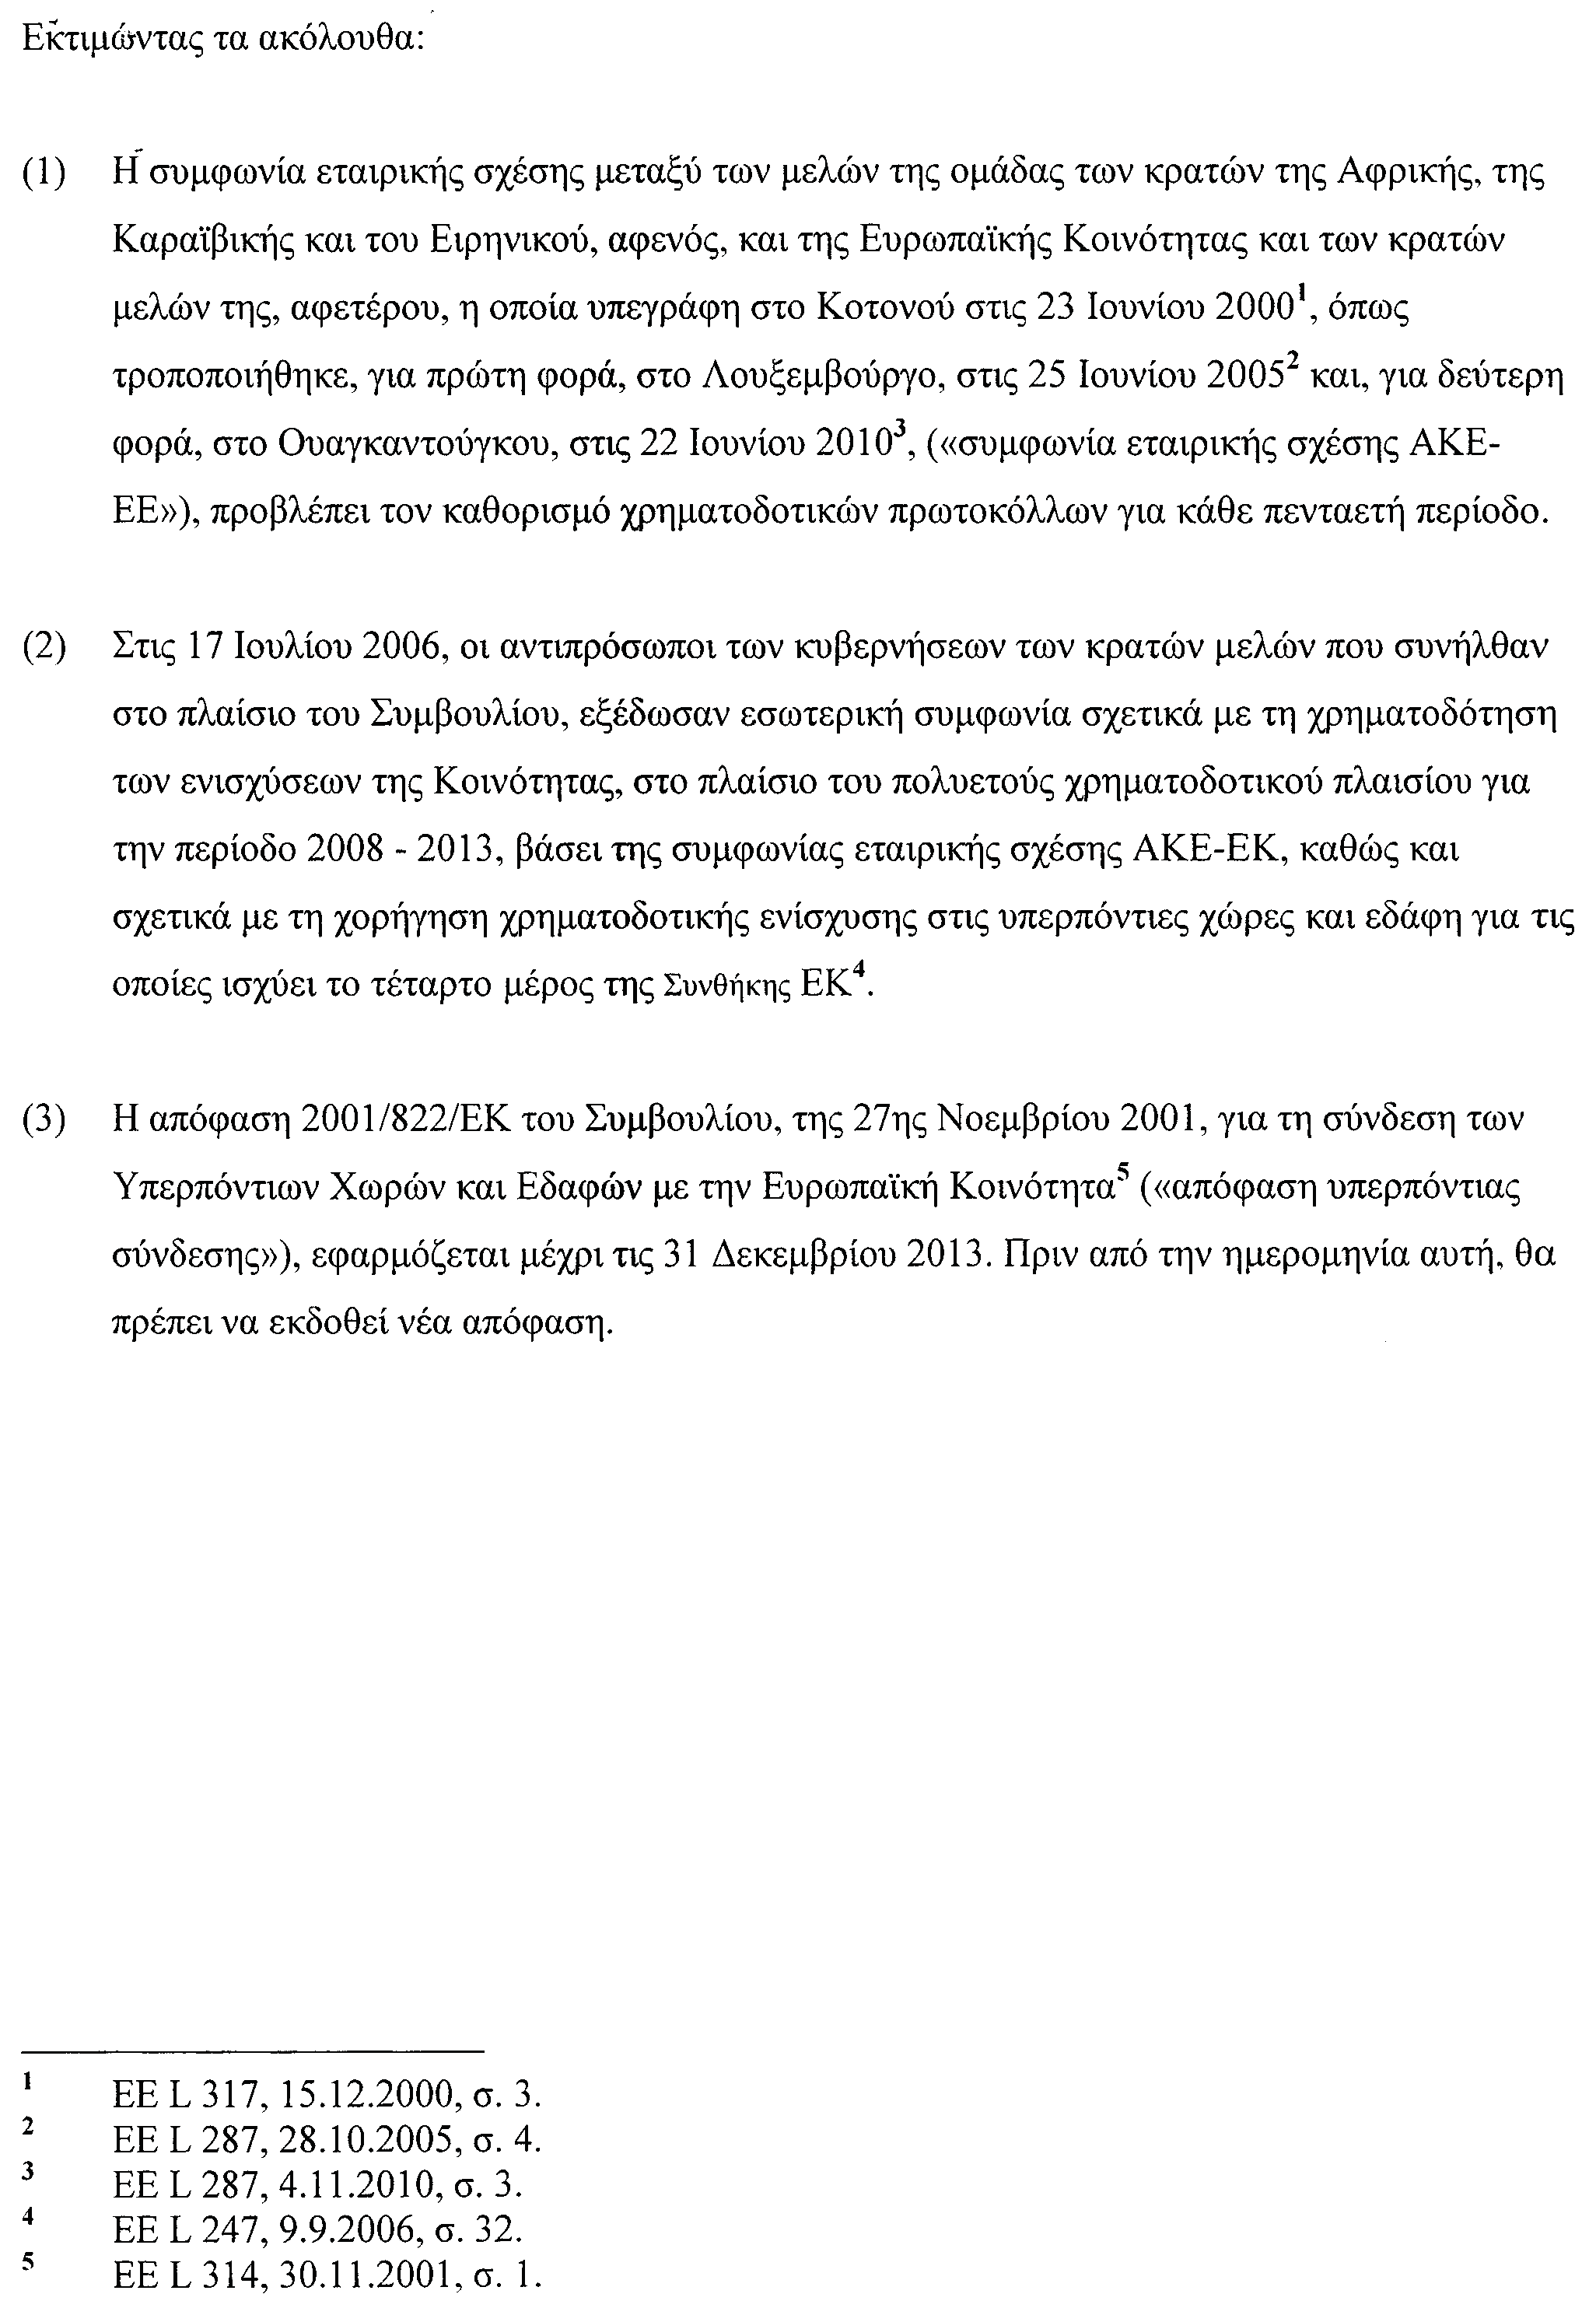 Εκτιμώντας τα ακόλουθα:
(1) Η συμφωνία εταιρικής σχέσης μεταξύ των μελών της ομάδας των κρατών της Αφρικής, της
Καραϊβικής και του Ειρηνικού, αφενός, και της Ευρωπαϊκής Κοινότητας και των κρατών
μελών της, αφετέρου, η οποία υπεγράφη στο Κοτονού στις 23 Ιουνίου 2000¹, όπως
τροποποιήθηκε, για πρώτη φορά, στο Λουξεμβούργο, στις 25 Ιουνίου 2005² και, για δεύτερη
φορά, στο Ουαγκαντούγκου, στις 22 Ιουνίου 2010³, («συμφωνία εταιρικής σχέσης ΑΚΕ-
ΕΕ»), προβλέπει τον καθορισμό χρηματοδοτικών πρωτοκόλλων για κάθε πενταετή περίοδο.
(2) Στις 17 Ιουλίου 2006, οι αντιπρόσωποι των κυβερνήσεων των κρατών μελών που συνήλθαν
στο πλαίσιο του Συμβουλίου, εξέδωσαν εσωτερική συμφωνία σχετικά με τη χρηματοδότηση
των ενισχύσεων της Κοινότητας, στο πλαίσιο του πολυετούς χρηματοδοτικού πλαισίου για
την περίοδο 2008 - 2013, βάσει της συμφωνίας εταιρικής σχέσης ΑΚΕ-ΕΚ, καθώς και
σχετικά με τη χορήγηση χρηματοδοτικής ενίσχυσης στις υπερπόντιες χώρες και εδάφη για τις
οποίες ισχύει το τέταρτο μέρος της Συνθήκης ΕΚ⁴.
(3) Η απόφαση 2001/822/ΕΚ του Συμβουλίου, της 27ης Νοεμβρίου 2001, για τη σύνδεση των
Υπερπόντιων Χωρών και Εδαφών με την Ευρωπαϊκή Κοινότητα⁵ («απόφαση υπερπόντιας
σύνδεσης»), εφαρμόζεται μέχρι τις 31 Δεκεμβρίου 2013. Πριν από την ημερομηνία αυτή, θα
πρέπει να εκδοθεί νέα απόφαση.
¹ ΕΕ L 317, 15.12.2000, σ. 3.
² ΕΕ L 287, 28.10.2005, σ. 4.
³ ΕΕ L 287, 4.11.2010, σ. 3.
⁴ ΕΕ L 247, 9.9.2006, σ. 32.
⁵ ΕΕ L 314, 30.11.2001, σ. 1.